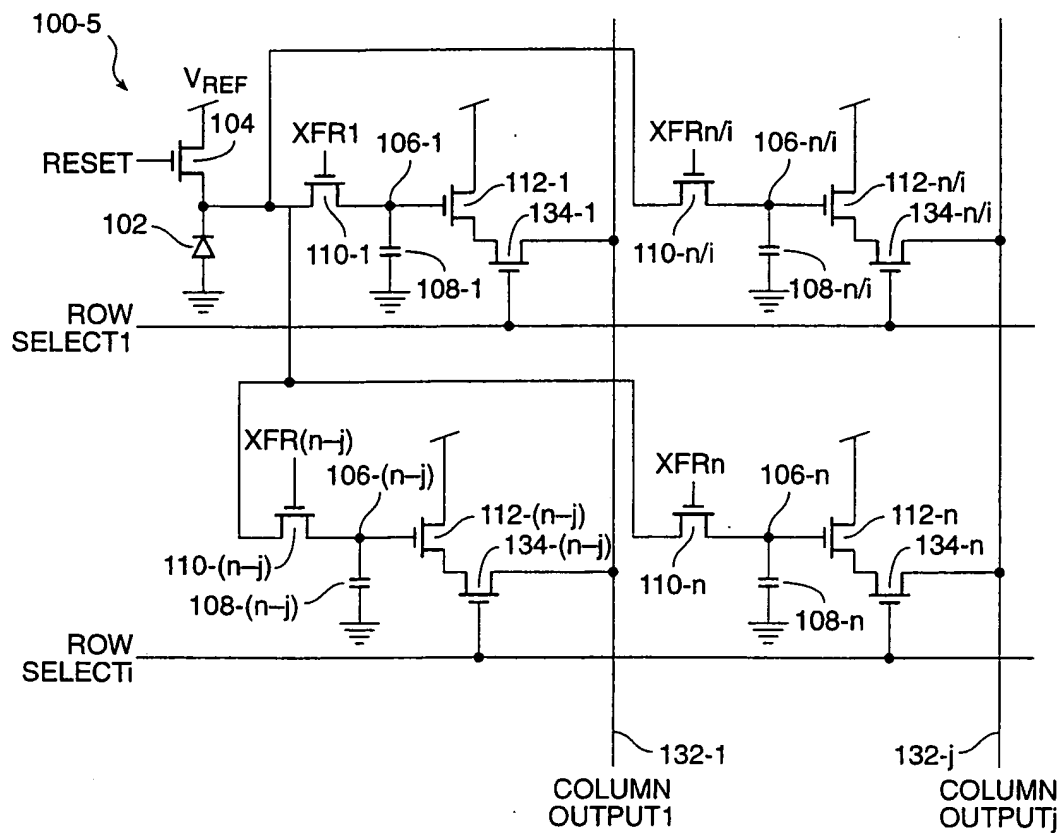 100-5
VREF
104
RESET
102
XFR1
106-1
112-1
134-1
110-1
108-1
XFRn/i
106-n/i
112-n/i
134-n/i
110-n/i
108-n/i
ROW
SELECT1
XFR(n–j)
106-(n–j)
112-(n–j)
134-(n–j)
110-(n–j)
108-(n–j)
XFRn
106-n
112-n
134-n
110-n
108-n
ROW
SELECTi
132-1
132-j
COLUMN
OUTPUT1
COLUMN
OUTPUTj